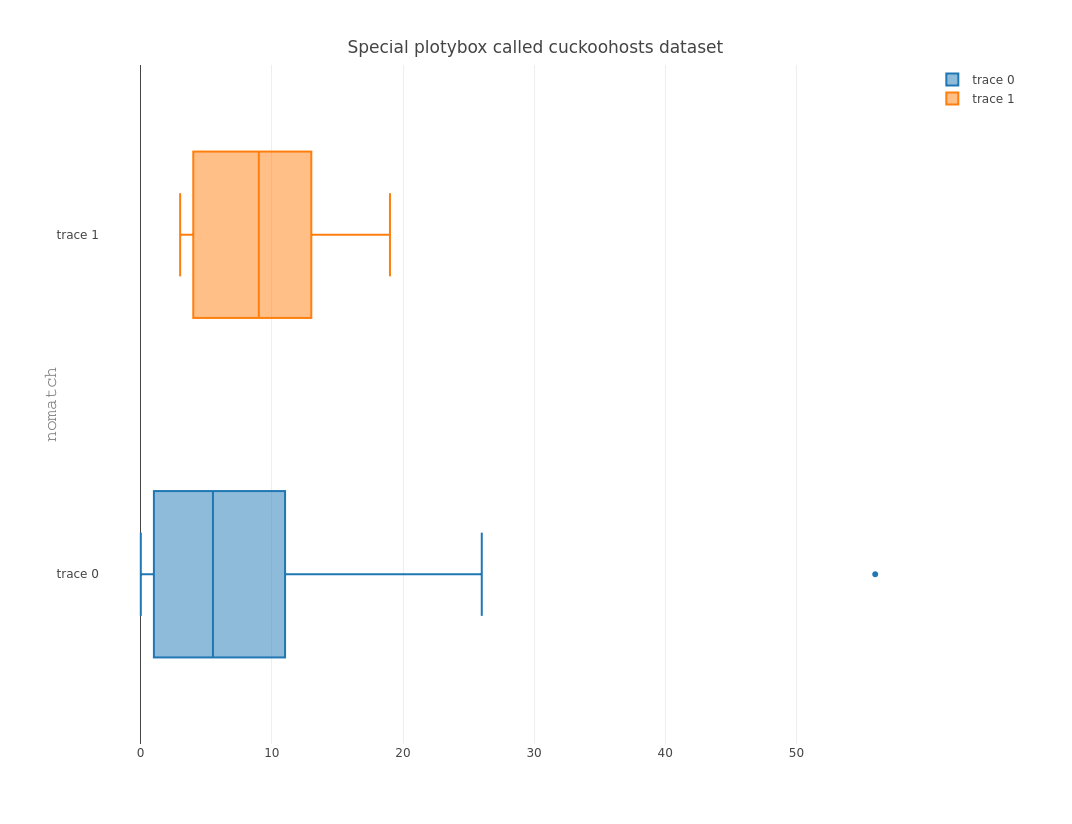 Special plotybox called cuckoohosts dataset
trace 0
trace 1
trace 1
nomatch
trace 0
0
10
20
30
40
50